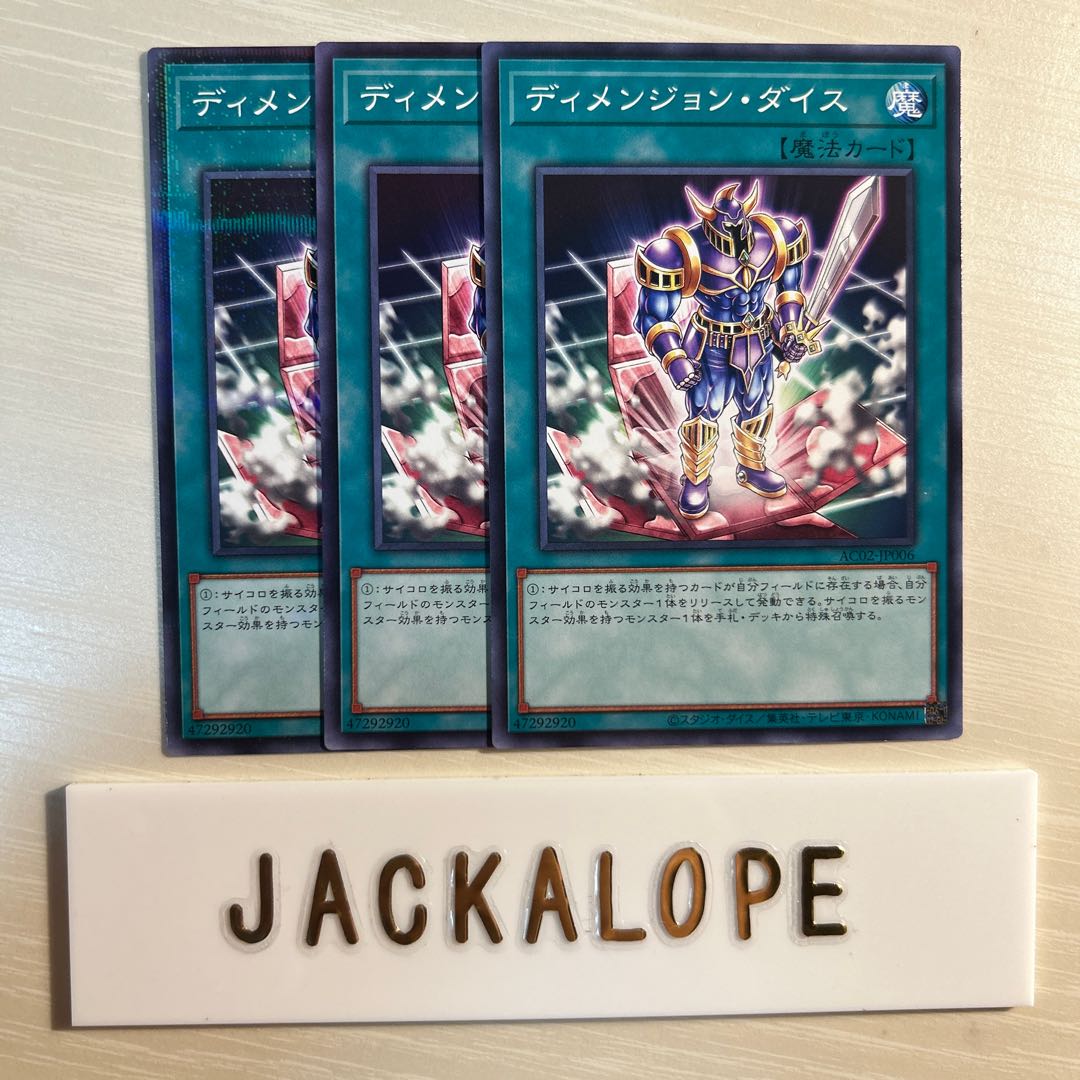 ディメン
ディメン
ディメンジョン・ダイス
魔
【魔法カード】
AC02-JP006
①:サイコロを振る効果
フィールドのモンスター
スター効果を持つモンス
47292920
①:サイコロを振る効果
フィールドのモンスター
スター効果を持つモンス
47292920
①:サイコロを振る効果を持つカードが自分フィールドに存在する場合、自分
フィールドのモンスター1体をリリースして発動できる。サイコロを振るモン
スター効果を持つモンスター1体を手札・デッキから特殊召喚する。
47292920
©スタジオ・ダイス/集英社・テレビ東京・KONAMI
JACKALOPE